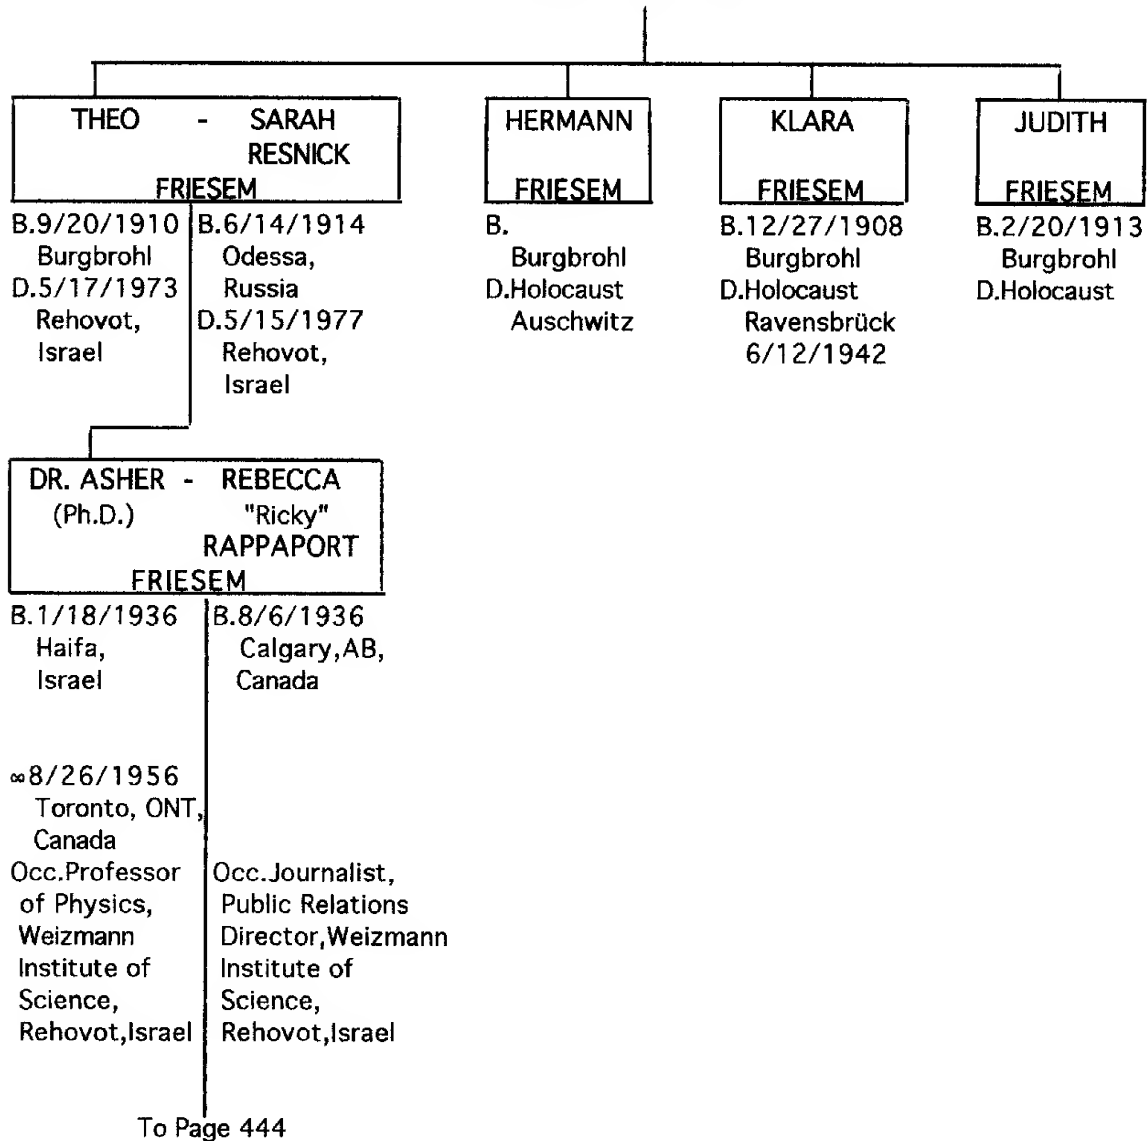 THEO - SARAH
RESNICK
FRIESEM
B.9/20/1910
Burgbrohl
D.5/17/1973
Rehovot,
Israel
B.6/14/1914
Odessa,
Russia
D.5/15/1977
Rehovot,
Israel
HERMANN
FRIESEM
B.
Burgbrohl
D.Holocaust
Auschwitz
KLARA
FRIESEM
B.12/27/1908
Burgbrohl
D.Holocaust
Ravensbrück
6/12/1942
JUDITH
FRIESEM
B.2/20/1913
Burgbrohl
D.Holocaust
DR. ASHER - REBECCA
(Ph.D.) "Ricky"
RAPPAPORT
FRIESEM
B.1/18/1936
Haifa,
Israel
∞8/26/1956
Toronto, ONT,
Canada
Occ.Professor
of Physics,
Weizmann
Institute of
Science,
Rehovot,Israel
B.8/6/1936
Calgary,AB,
Canada
Occ.Journalist,
Public Relations
Director,Weizmann
Institute of
Science,
Rehovot,Israel
To Page 444